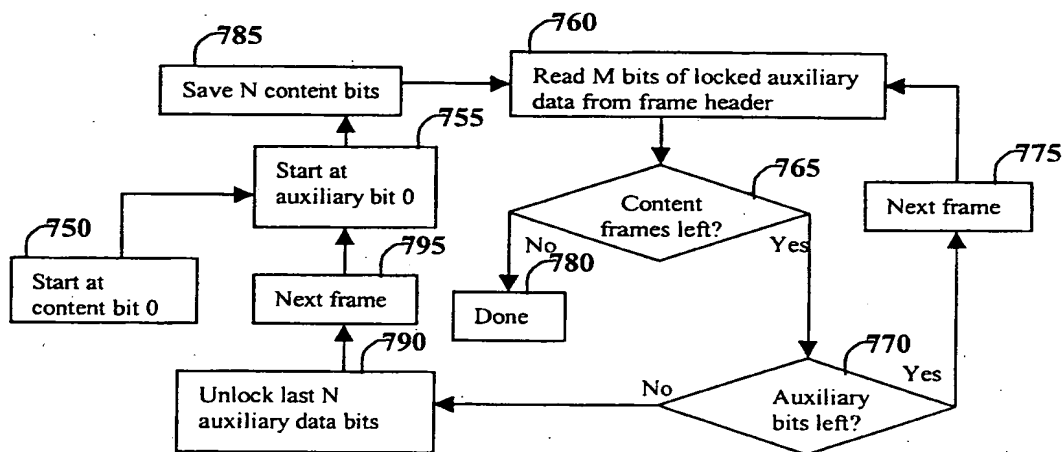 785
760
Save N content bits
Read M bits of locked auxiliary
data from frame header
755
Start at
auxiliary bit 0
765
775
Content
frames left?
Next frame
750
795
No
Yes
780
Start at
content bit 0
Next frame
Done
790
770
Unlock last N
auxiliary data bits
No
Yes
Auxiliary
bits left?